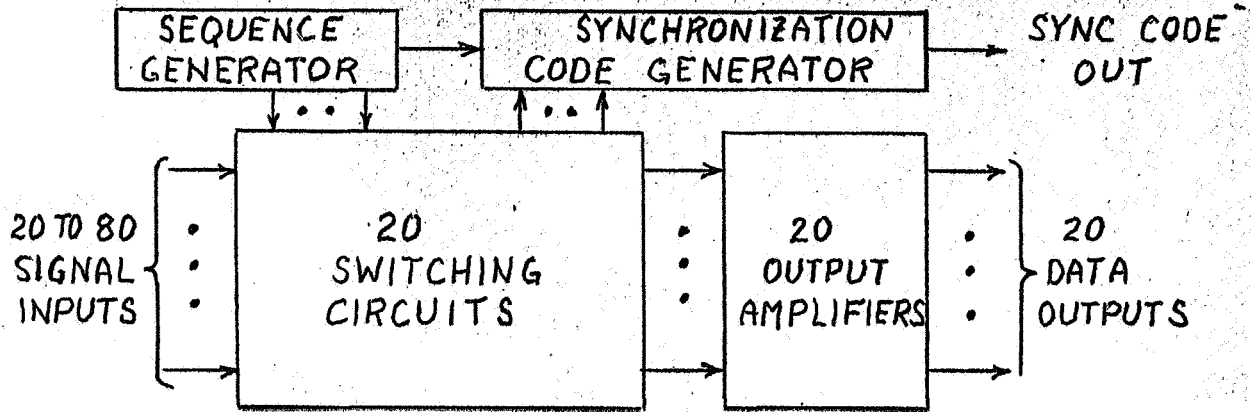 SEQUENCE
GENERATOR
SYNCHRONIZATION
CODE GENERATOR
SYNC CODE
OUT
20 TO 80
SIGNAL
INPUTS
20
SWITCHING
CIRCUITS
20
OUTPUT
AMPLIFIERS
20
DATA
OUTPUTS